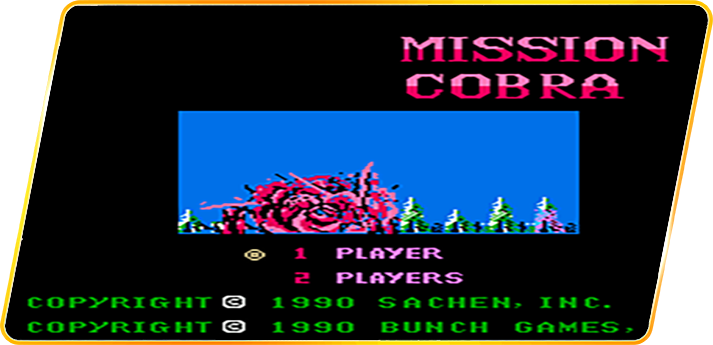 MISSION
COBRA
1 PLAYER
2 PLAYERS
COPYRIGHT © 1990 SACHEN, INC.
COPYRIGHT © 1990 BUNCH GAMES,